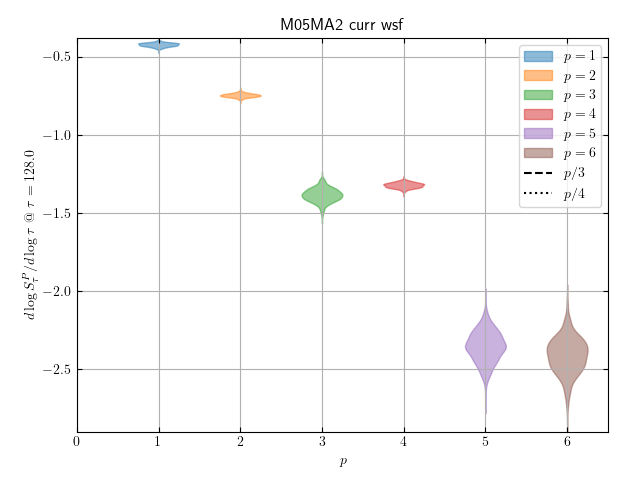 M05MA2 curr wsf
d log S_τ^P / d log τ @ τ = 128.0
−0.5
−1.0
−1.5
−2.0
−2.5
0 1 2 3 4 5 6
p
p = 1
p = 2
p = 3
p = 4
p = 5
p = 6
p/3
p/4